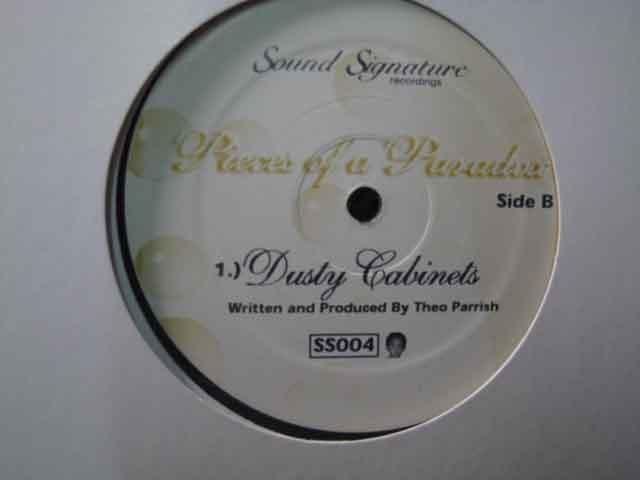 Sound Signature
recordings
Pieces of a Paradox
Side B
1.) Dusty Cabinets
Written and Produced By Theo Parrish
SS004